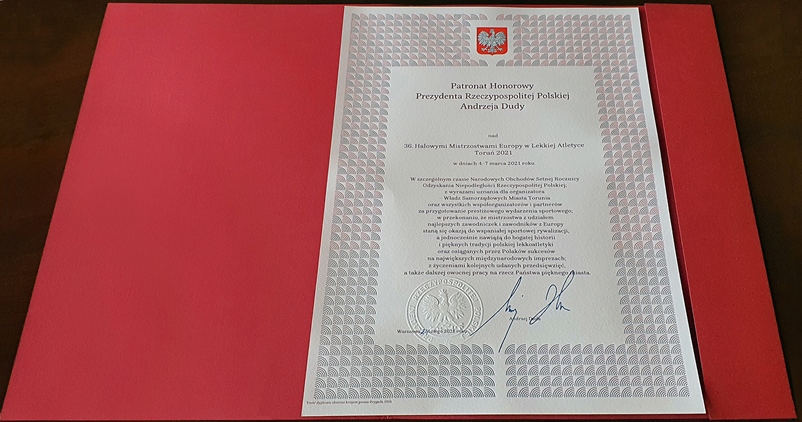 Patronat Honorowy
Prezydenta Rzeczypospolitej Polskiej
Andrzeja Dudy
nad
36. Halowymi Mistrzostwami Europy w Lekkiej Atletyce
Toruń 2021
w dniach 4-7 marca 2021 roku
W szczególnym czasie Narodowych Obchodów Setnej Rocznicy
Odzyskania Niepodległości Rzeczypospolitej Polskiej,
z wyrazami uznania dla organizatora
- Władz Samorządowych Miasta Torunia
oraz wszystkich współorganizatorów i partnerów
za przygotowanie prestiżowego wydarzenia sportowego;
w przekonaniu, że mistrzostwa z udziałem
najlepszych zawodniczek i zawodników z Europy
staną się okazją do wspaniałej sportowej rywalizacji,
a jednocześnie nawiążą do bogatej historii
i pięknych tradycji polskiej lekkoatletyki
oraz osiąganych przez Polaków sukcesów
na największych międzynarodowych imprezach;
z życzeniami kolejnych udanych przedsięwzięć,
a także dalszej owocnej pracy na rzecz Państwa pięknego miasta.
Andrzej Duda
Warszawa, lutego 2021 roku